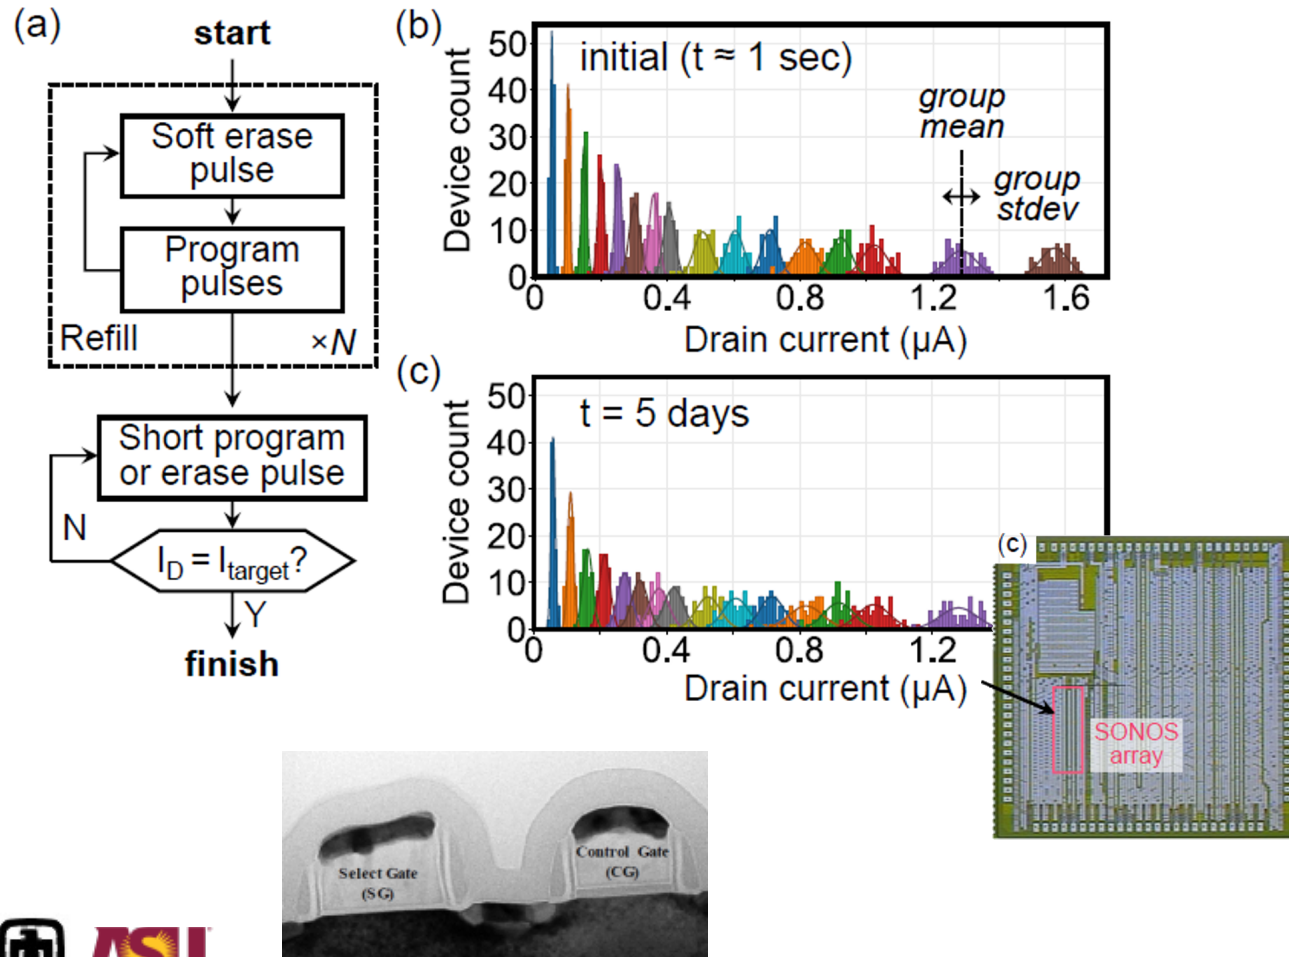 (a)
start
Soft erase
pulse
Program
pulses
Refill
×N
Short program
or erase pulse
N
I_D = I_target?
Y
finish
(b)
initial (t ≈ 1 sec)
group
mean
group
stdev
Device count
50
40
30
20
10
0
0 0.4 0.8 1.2 1.6
Drain current (µA)
(c)
t = 5 days
Device count
50
40
30
20
10
0
0 0.4 0.8 1.2
Drain current (µA)
(c)
SONOS
array
Select Gate
(SG)
Control Gate
(CG)
ASU